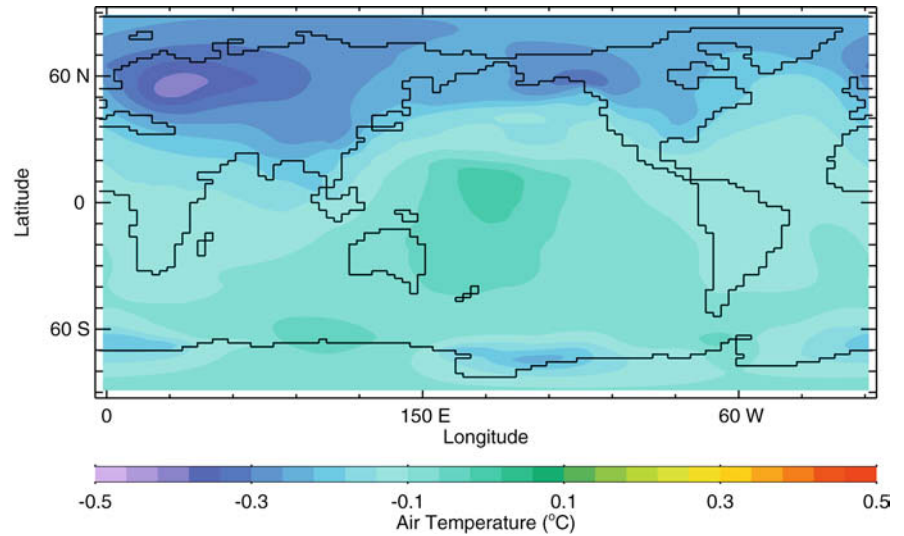 60 N
0
60 S
Latitude
0
150 E
60 W
Longitude
-0.5
-0.3
-0.1
0.1
0.3
0.5
Air Temperature (°C)